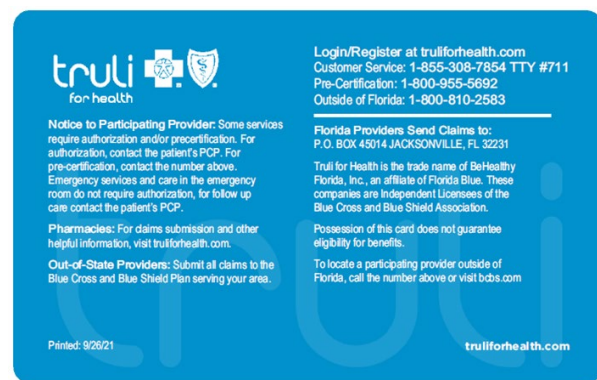 truli
for health
Notice to Participating Provider: Some services
require authorization and/or precertification. For
authorization, contact the patient's PCP. For
pre-certification, contact the number above.
Emergency services and care in the emergency
room do not require authorization, for follow up
care contact the patient's PCP.
Pharmacies: For claims submission and other
helpful information, visit truliforhealth.com.
Out-of-State Providers: Submit all claims to the
Blue Cross and Blue Shield Plan serving your area.
Printed: 9/26/21
Login/Register at truliforhealth.com
Customer Service: 1-855-308-7854 TTY #711
Pre-Certification: 1-800-955-5692
Outside of Florida: 1-800-810-2583
Florida Providers Send Claims to:
P.O. BOX 45014 JACKSONVILLE, FL 32231
Truli for Health is the trade name of BeHealthy
Florida, Inc., an affiliate of Florida Blue. These
companies are Independent Licensees of the
Blue Cross and Blue Shield Association.
Possession of this card does not guarantee
eligibility for benefits.
To locate a participating provider outside of
Florida, call the number above or visit bcbs.com
truliforhealth.com
truli